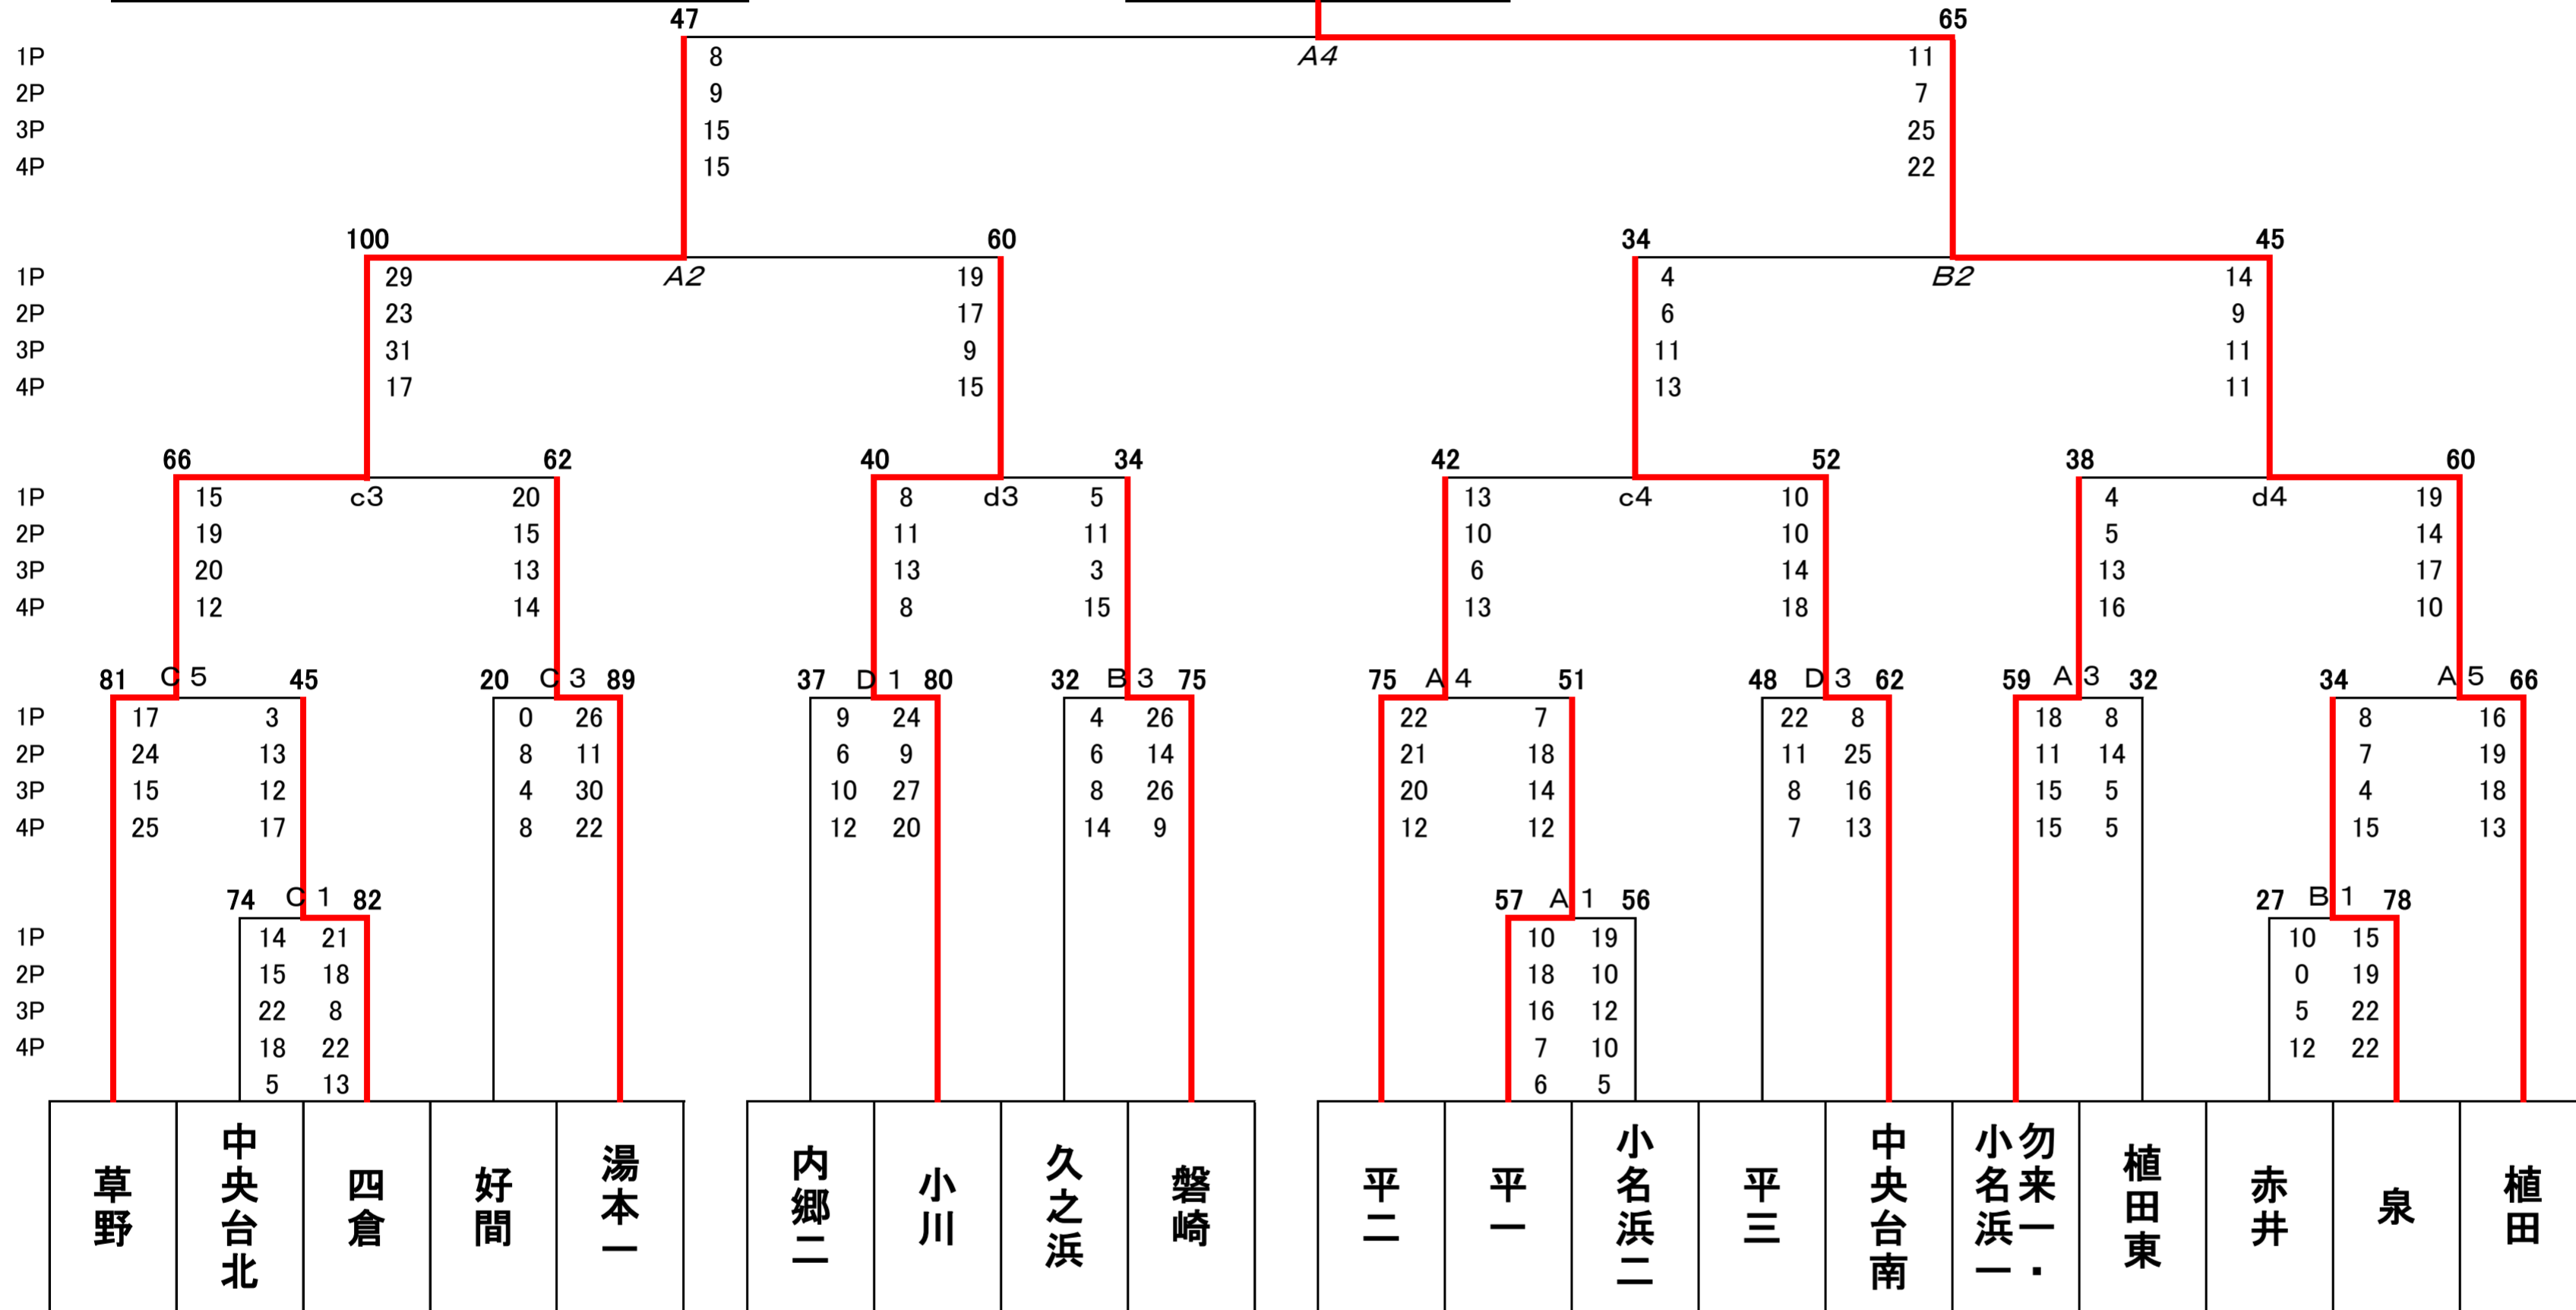 47 65
1P 8 A4 11
2P 9 7
3P 15 25
4P 15 22
100 60 34 45
1P 29 A2 19 4 B2 14
2P 23 17 6 9
3P 31 9 11 11
4P 17 15 13 11
66 62 40 34 42 52 38 60
1P 15 c3 20 8 d3 5 13 c4 10 4 d4 19
2P 19 15 11 11 10 10 5 14
3P 20 13 13 3 6 14 13 17
4P 12 14 8 15 13 18 16 10
81 C5 45 20 C3 89 37 D1 80 32 B3 75 75 A4 51 48 D3 62 59 A3 32 34 A5 66
1P 17 3 0 26 9 24 4 26 22 7 22 8 18 8 8 16
2P 24 13 8 11 6 9 6 14 21 18 11 25 11 14 7 19
3P 15 12 4 30 10 27 8 26 20 14 8 16 15 5 4 18
4P 25 17 8 22 12 20 14 9 12 12 7 13 15 5 15 13
74 C1 82 57 A1 56 27 B1 78
1P 14 21 10 19 10 15
2P 15 18 18 10 0 19
3P 22 8 16 12 5 22
4P 18 22 7 10 12 22
5 13 6 5
草野
中央台北
四倉
好間
湯本一
内郷二
小川
久之浜
磐崎
平二
平一
小名浜二
平三
中央台南
勿来一・
小名浜一
植田東
赤井
泉
植田